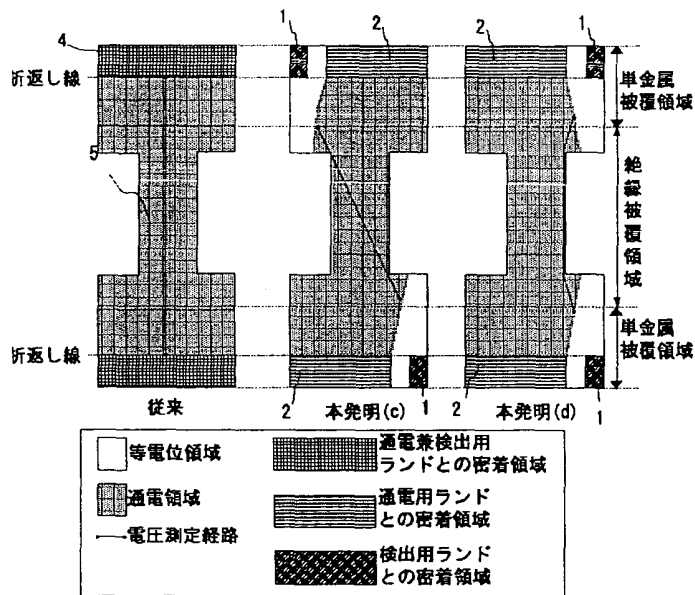 1
2
2
1
4
折返し線
単金属
被覆領域
5
絶縁被覆領域
単金属
被覆領域
折返し線
従来
2
本発明(c)
1
2
本発明(d)
1
等電位領域
通電領域
電圧測定経路
通電兼検出用
ランドとの密着領域
通電用ランド
との密着領域
検出用ランド
との密着領域